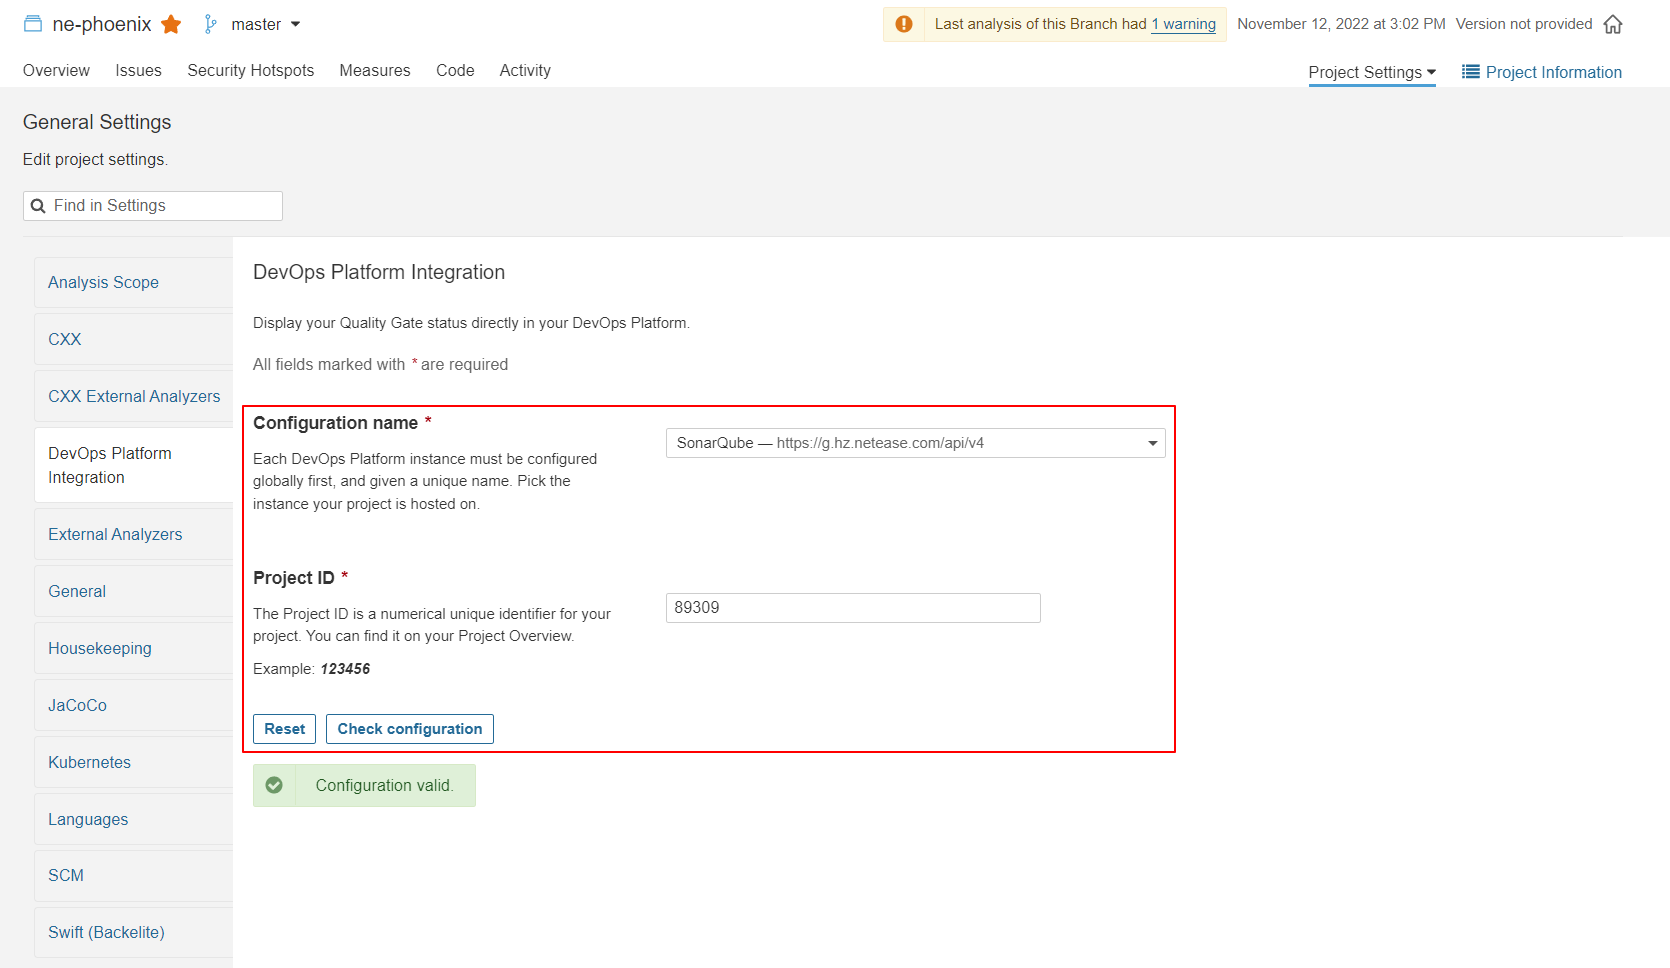 ne-phoenix master
Last analysis of this Branch had 1 warning November 12, 2022 at 3:02 PM Version not provided
Overview Issues Security Hotspots Measures Code Activity
Project Settings Project Information
General Settings
Edit project settings.
Find in Settings
Analysis Scope
CXX
CXX External Analyzers
DevOps Platform
Integration
External Analyzers
General
Housekeeping
JaCoCo
Kubernetes
Languages
SCM
Swift (Backelite)
DevOps Platform Integration
Display your Quality Gate status directly in your DevOps Platform.
All fields marked with * are required
Configuration name *
Each DevOps Platform instance must be configured
globally first, and given a unique name. Pick the
instance your project is hosted on.
SonarQube — https://g.hz.netease.com/api/v4
Project ID *
The Project ID is a numerical unique identifier for your
project. You can find it on your Project Overview.
Example: 123456
89309
Reset Check configuration
Configuration valid.